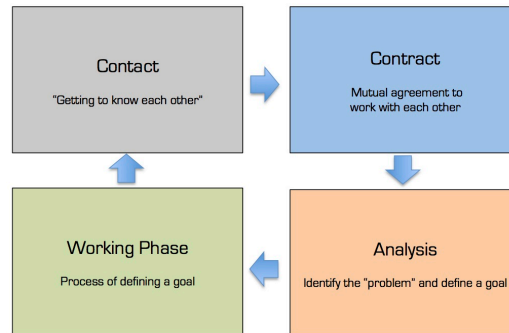 Contact
"Getting to know each other"
Contract
Mutual agreement to
work with each other
Working Phase
Process of defining a goal
Analysis
Identify the "problem" and define a goal